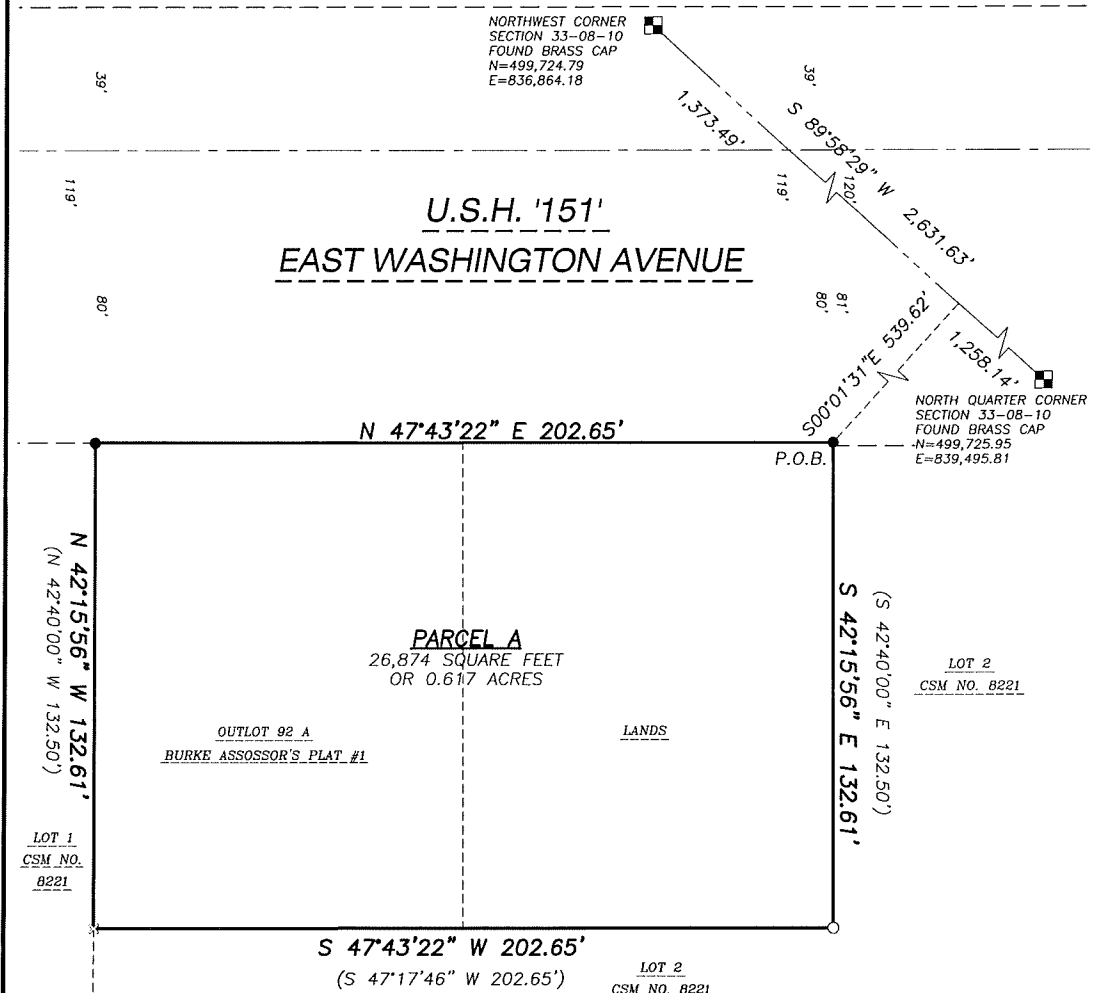 NORTHWEST CORNER
SECTION 33-08-10
FOUND BRASS CAP
N=499,724.79
E=836,864.18
39'
39'
1,373.49'
S 89°58'29" W 2,631.63'
119'
119'
120'
U.S.H. '151'
EAST WASHINGTON AVENUE
80'
80'
81'
S00°01'31"E 539.62'
1,258.14'
NORTH QUARTER CORNER
SECTION 33-08-10
FOUND BRASS CAP
N=499,725.95
E=839,495.81
N 47°43'22" E 202.65'
P.O.B.
N 42°15'56" W 132.61'
(N 42°40'00" W 132.50')
S 42°15'56" E 132.61'
(S 42°40'00" E 132.50')
PARCEL A
26,874 SQUARE FEET
OR 0.617 ACRES
LOT 2
CSM NO. 8221
OUTLOT 92 A
BURKE ASSOSSOR'S PLAT #1
LANDS
LOT 1
CSM NO.
8221
S 47°43'22" W 202.65'
(S 47°17'46" W 202.65')
LOT 2
CSM NO. 8221